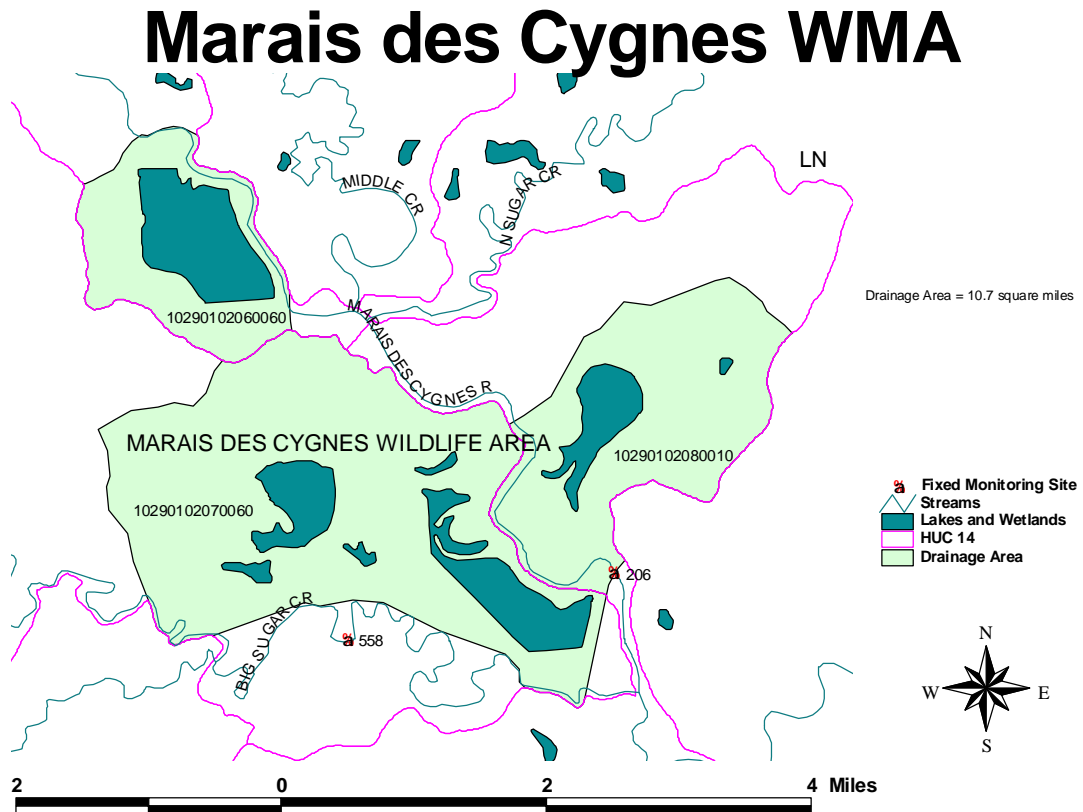 Marais des Cygnes WMA
LN
MIDDLE CR
N SUGAR CR
Drainage Area = 10.7 square miles
10290102060060
MARAIS DES CYGNES R
MARAIS DES CYGNES WILDLIFE AREA
10290102080010
10290102070060
Fixed Monitoring Site
Streams
Lakes and Wetlands
HUC 14
Drainage Area
206
BIG SUGAR CR
558
N
W
E
S
2
0
2
4
Miles